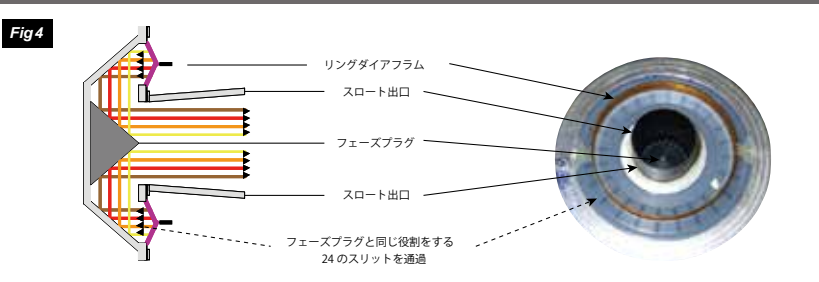 Fig 4
リングダイアフラム
スロート出口
フェーズプラグ
スロート出口
フェーズプラグと同じ役割をする
24 のスリットを通過